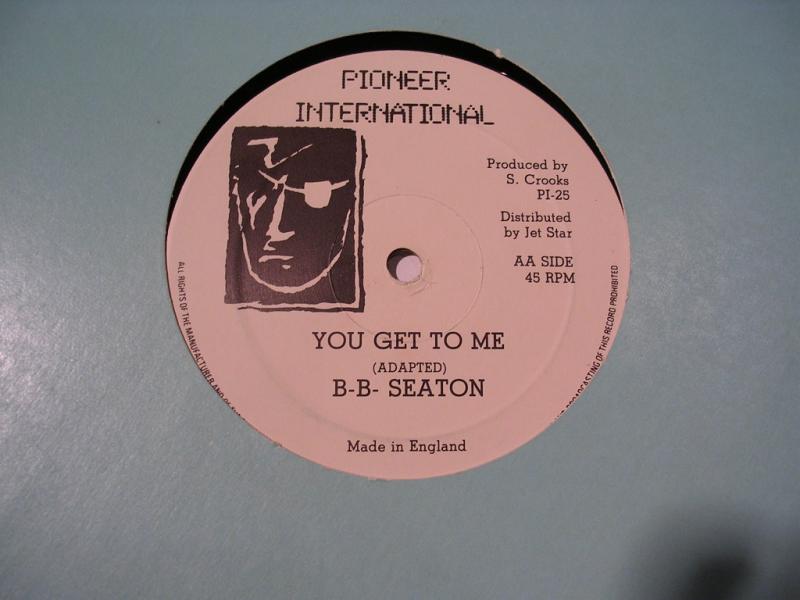 PIONEER
INTERNATIONAL
Produced by
S. Crooks
PI-25
Distributed
by Jet Star
AA SIDE
45 RPM
YOU GET TO ME
(ADAPTED)
B-B- SEATON
Made in England
ALL RIGHTS OF THE MANUFACTURER AND
BROADCASTING OF THIS RECORD PROHIBITED